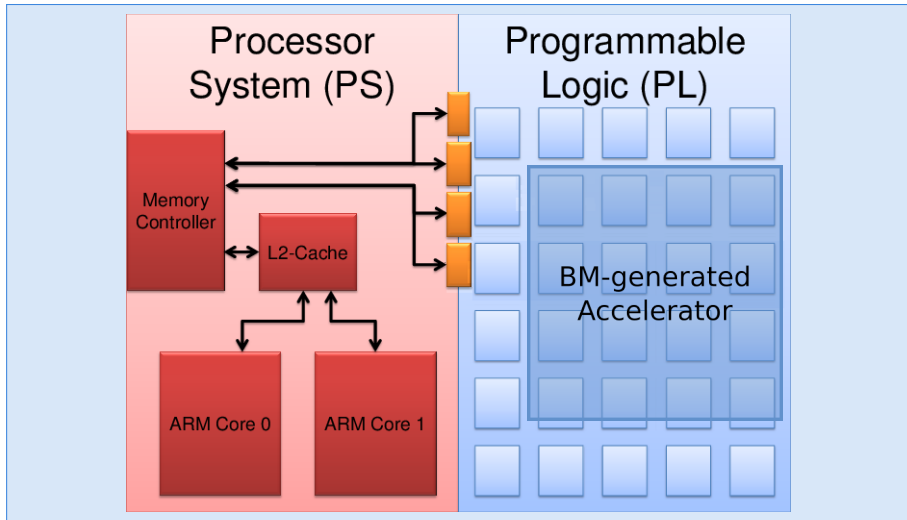 Processor
System (PS)
Programmable
Logic (PL)
Memory
Controller
L2-Cache
BM-generated
Accelerator
ARM Core 0
ARM Core 1